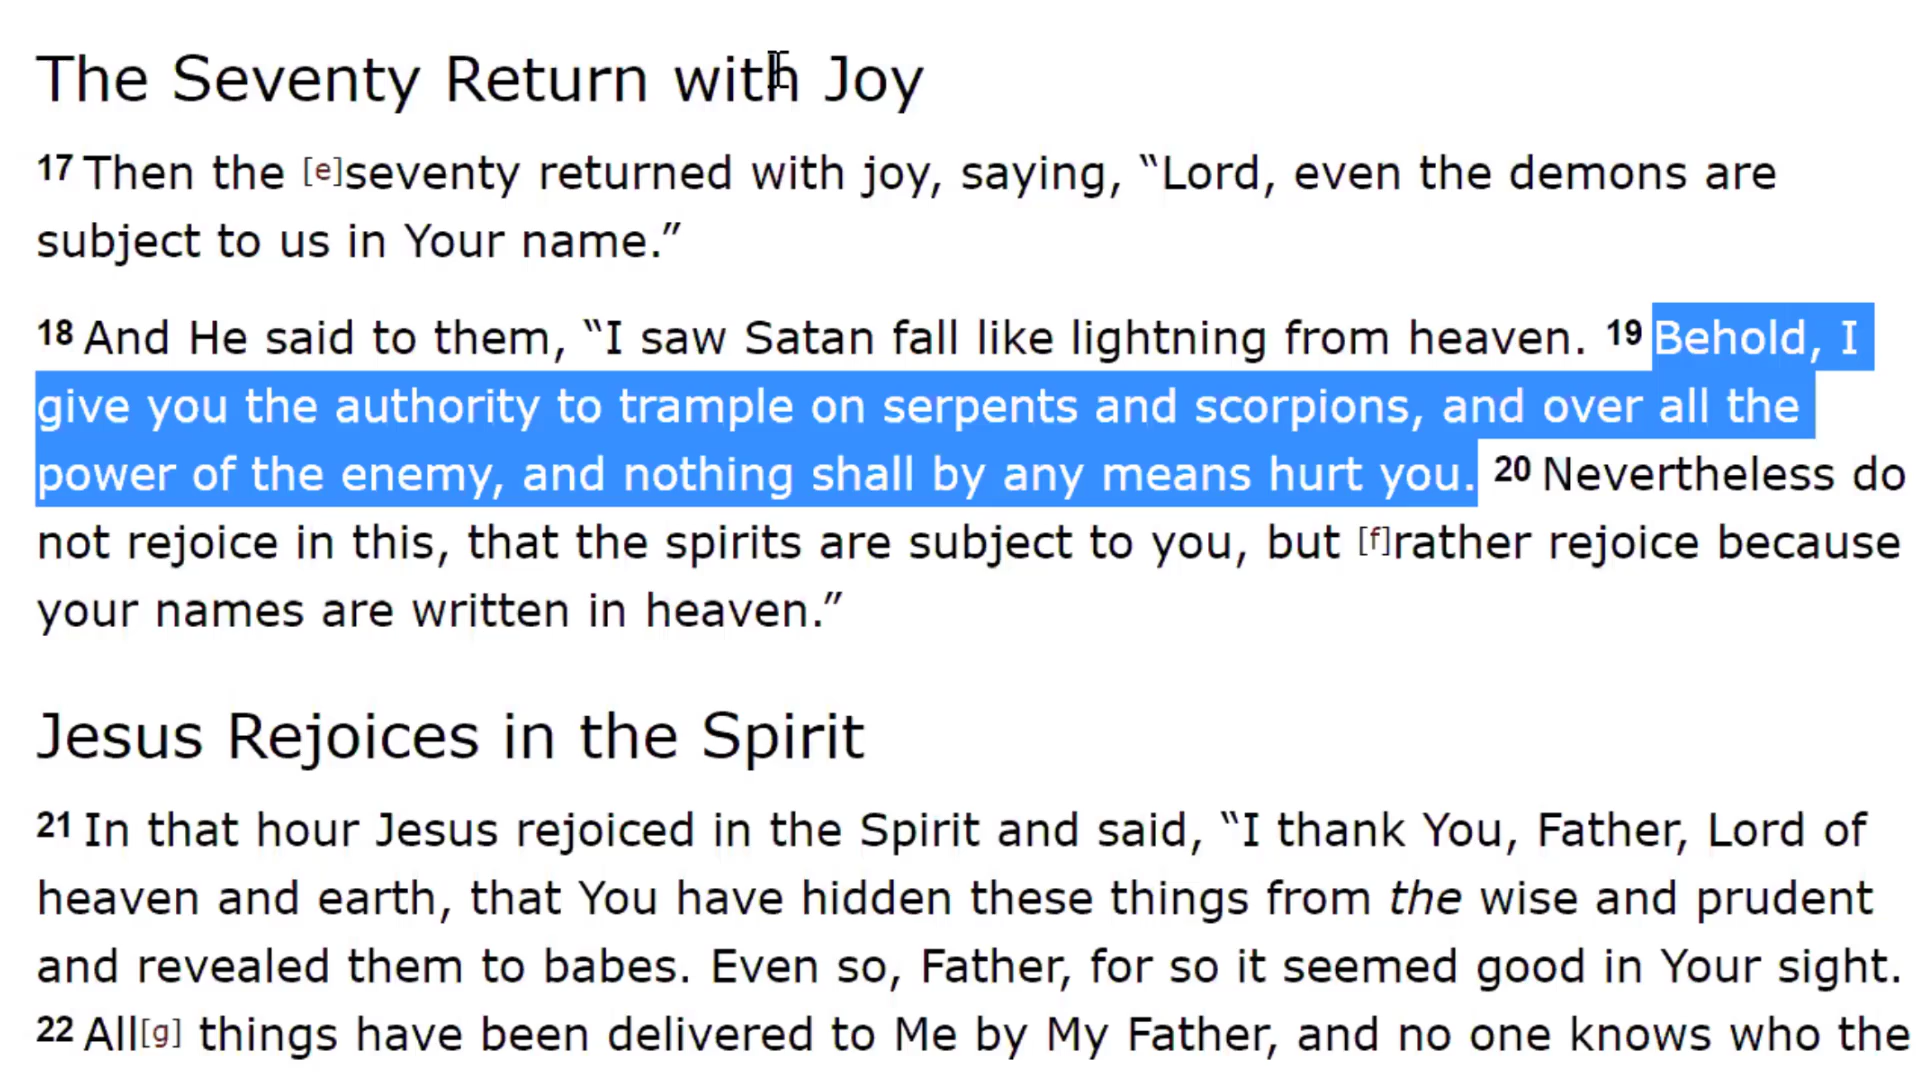 The Seventy Return with Joy
17 Then the [e]seventy returned with joy, saying, “Lord, even the demons are
subject to us in Your name.”
18 And He said to them, “I saw Satan fall like lightning from heaven. 19 Behold, I
give you the authority to trample on serpents and scorpions, and over all the
power of the enemy, and nothing shall by any means hurt you. 20 Nevertheless do
not rejoice in this, that the spirits are subject to you, but [f]rather rejoice because
your names are written in heaven.”
Jesus Rejoices in the Spirit
21 In that hour Jesus rejoiced in the Spirit and said, “I thank You, Father, Lord of
heaven and earth, that You have hidden these things from the wise and prudent
and revealed them to babes. Even so, Father, for so it seemed good in Your sight.
22 All[g] things have been delivered to Me by My Father, and no one knows who the